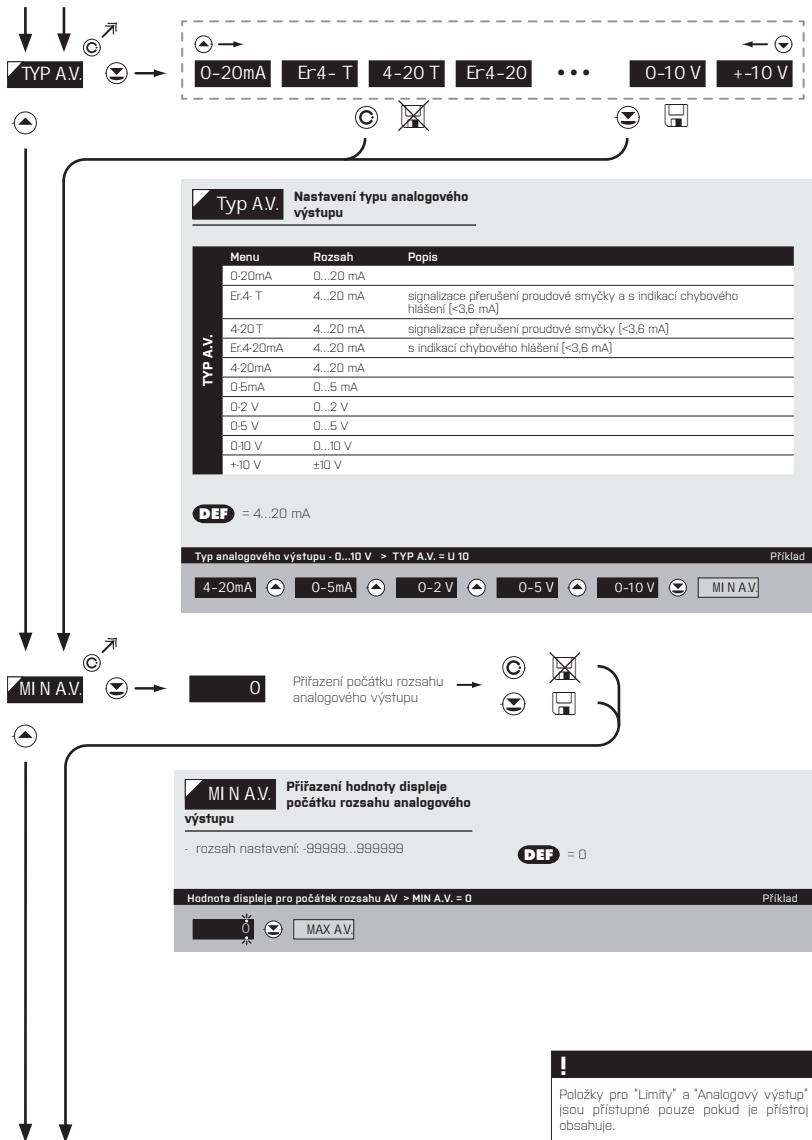 TYP A.V.
0-20mA Er4- T 4-20 T Er4-20 ••• 0-10 V +-10 V
Typ A.V. Nastavení typu analogového
výstupu
Menu Rozsah Popis
TYP A.V.
0-20mA 0...20 mA
Er.4- T 4...20 mA signalizace přerušení proudové smyčky a s indikací chybového
hlášení (<3,6 mA)
4-20 T 4...20 mA signalizace přerušení proudové smyčky (<3,6 mA)
Er.4-20mA 4...20 mA s indikací chybového hlášení (<3,6 mA)
4-20mA 4...20 mA
0-5mA 0...5 mA
0-2 V 0...2 V
0-5 V 0...5 V
0-10 V 0...10 V
+-10 V ±10 V
DEF = 4...20 mA
Typ analogového výstupu - 0...10 V > TYP A.V. = U 10 Příklad
4-20mA 0-5mA 0-2 V 0-5 V 0-10 V MI N A.V.
MI N A.V. 0 Přiřazení počátku rozsahu
analogového výstupu
MI N A.V. Přiřazení hodnoty displeje
počátku rozsahu analogového
výstupu
- rozsah nastavení: -99999...999999 DEF = 0
Hodnota displeje pro počátek rozsahu AV > MIN A.V. = 0 Příklad
0 MAX A.V.
!
Položky pro "Limity" a "Analogový výstup"
jsou přístupné pouze pokud je přístroj
obsahuje.